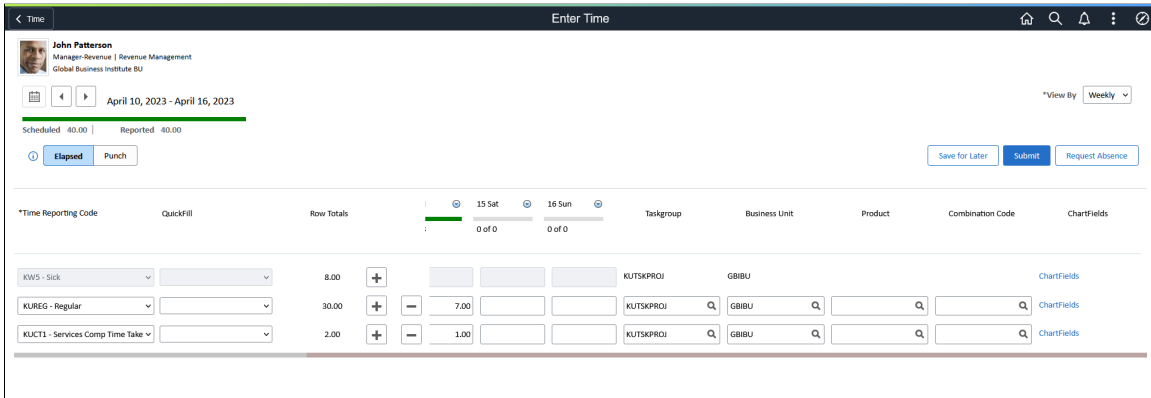 Time
Enter Time
John Patterson
Manager-Revenue | Revenue Management
Global Business Institute BU
April 10, 2023 - April 16, 2023
*View By Weekly
Scheduled 40.00 | Reported 40.00
Elapsed Punch
Save for Later Submit Request Absence
*Time Reporting Code QuickFill Row Totals 15 Sat 16 Sun Taskgroup Business Unit Product Combination Code ChartFields
0 of 0 0 of 0
KW5 - Sick 8.00 KUTSKPROJ GBIBU ChartFields
KUREG - Regular 30.00 7.00 KUTSKPROJ GBIBU ChartFields
KUCT1 - Services Comp Time Take 2.00 1.00 KUTSKPROJ GBIBU ChartFields